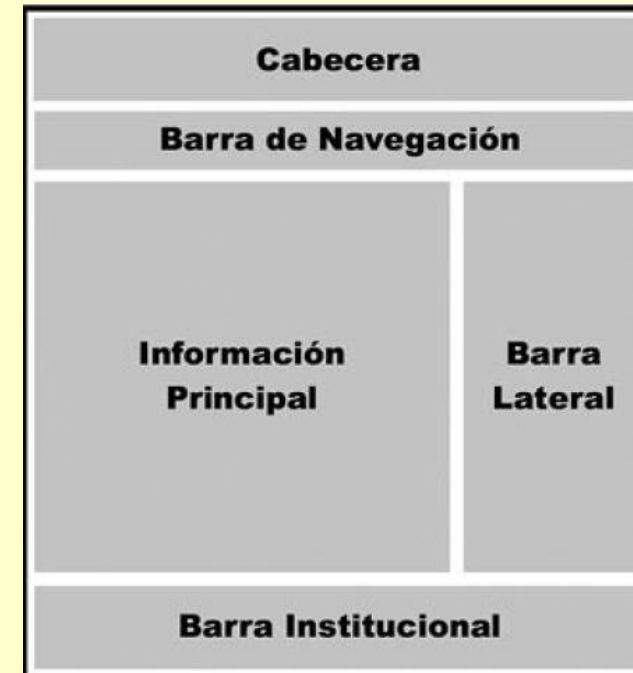 Cabecera
Barra de Navegación
Información
Principal
Barra
Lateral
Barra Institucional